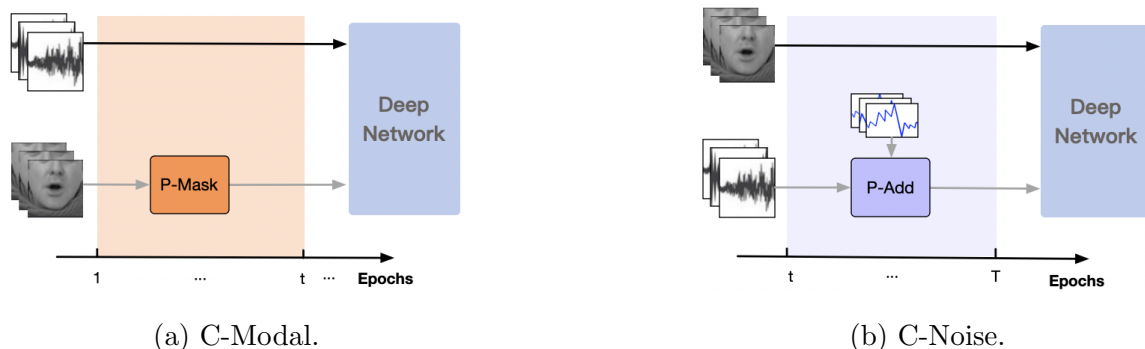 Deep
Network
P-Mask
1
...
t
...
Epochs
(a) C-Modal.
Deep
Network
P-Add
t
...
T
Epochs
(b) C-Noise.